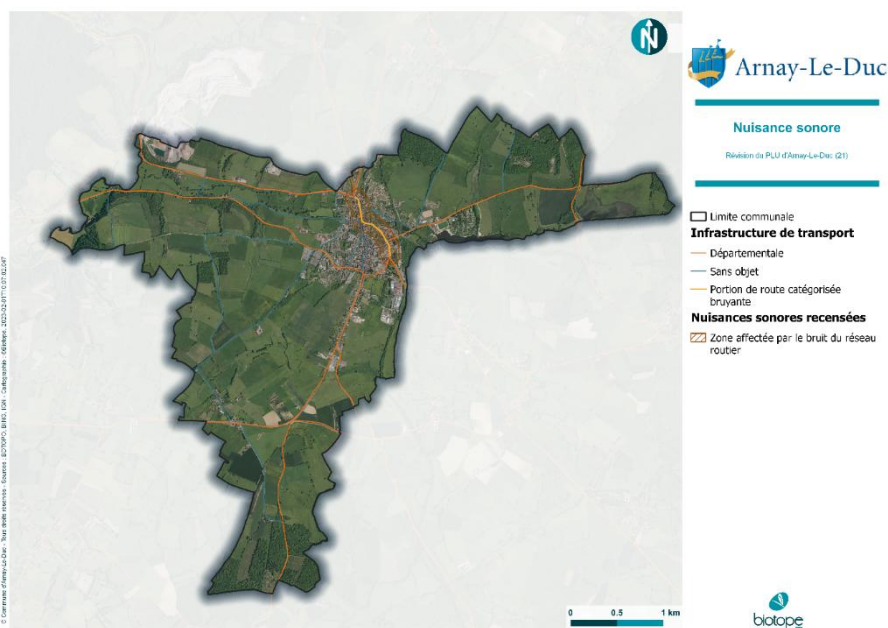 N
Arnay-Le-Duc
Nuisance sonore
Révision du PLU d'Arnay-Le-Duc (21)
Limite communale
Infrastructure de transport
Départementale
Sans objet
Portion de route catégorisée
bruyante
Nuisances sonores recensées
Zone affectée par le bruit du réseau
routier
0 0.5 1 km
biotope